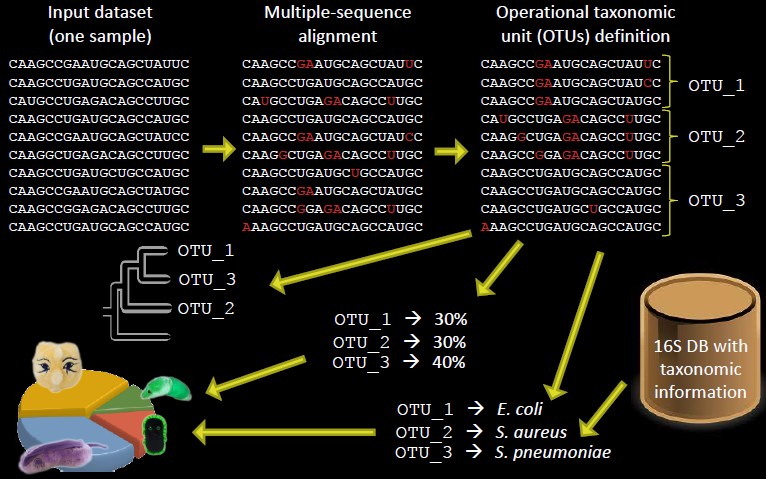 Input dataset
(one sample)
CAAGCCGAAUGCAGCUAUUC
CAAGCCUGAUGCAGCCAUGC
CAUGCCUGAGACAGCCUUGC
CAAGCCUGAUGCAGCCAUGC
CAAGCCGAAUGCAGCUAUCC
CAAGGCUGAGACAGCCUUGC
CAAGCCUGAUGCUGCCAUGC
CAAGCCGAAUGCAGCUAUGC
CAAGCCGGAGACAGCCUUGC
CAAGCCUGAUGCAGCCAUGC
Multiple-sequence
alignment
CAAGCCGAAUGCAGCUAUUC
CAAGCCUGAUGCAGCCAUGC
CAUGCCUGAGACAGCCUUGC
CAAGCCUGAUGCAGCCAUGC
CAAGCCGAAUGCAGCUAUCC
CAAGGCUGAGACAGCCUUGC
CAAGCCUGAUGCUGCCAUGC
CAAGCCGAAUGCAGCUAUGC
CAAGCCGGAGACAGCCUUGC
AAAGCCUGAUGCAGCCAUGC
Operational taxonomic
unit (OTUs) definition
CAAGCCGAAUGCAGCUAUUC
CAAGCCGAAUGCAGCUAUCC
CAAGCCGAAUGCAGCUAUGC
CAUGCCUGAGACAGCCUUGC
CAAGGCUGAGACAGCCUUGC
CAAGCCGGAGACAGCCUUGC
CAAGCCUGAUGCAGCCAUGC
CAAGCCUGAUGCAGCCAUGC
CAAGCCUGAUGCUGCCAUGC
AAAGCCUGAUGCAGCCAUGC
OTU_1
OTU_2
OTU_3
OTU_1
OTU_3
OTU_2
OTU_1 → 30%
OTU_2 → 30%
OTU_3 → 40%
16S DB with
taxonomic
information
OTU_1 → E. coli
OTU_2 → S. aureus
OTU_3 → S. pneumoniae